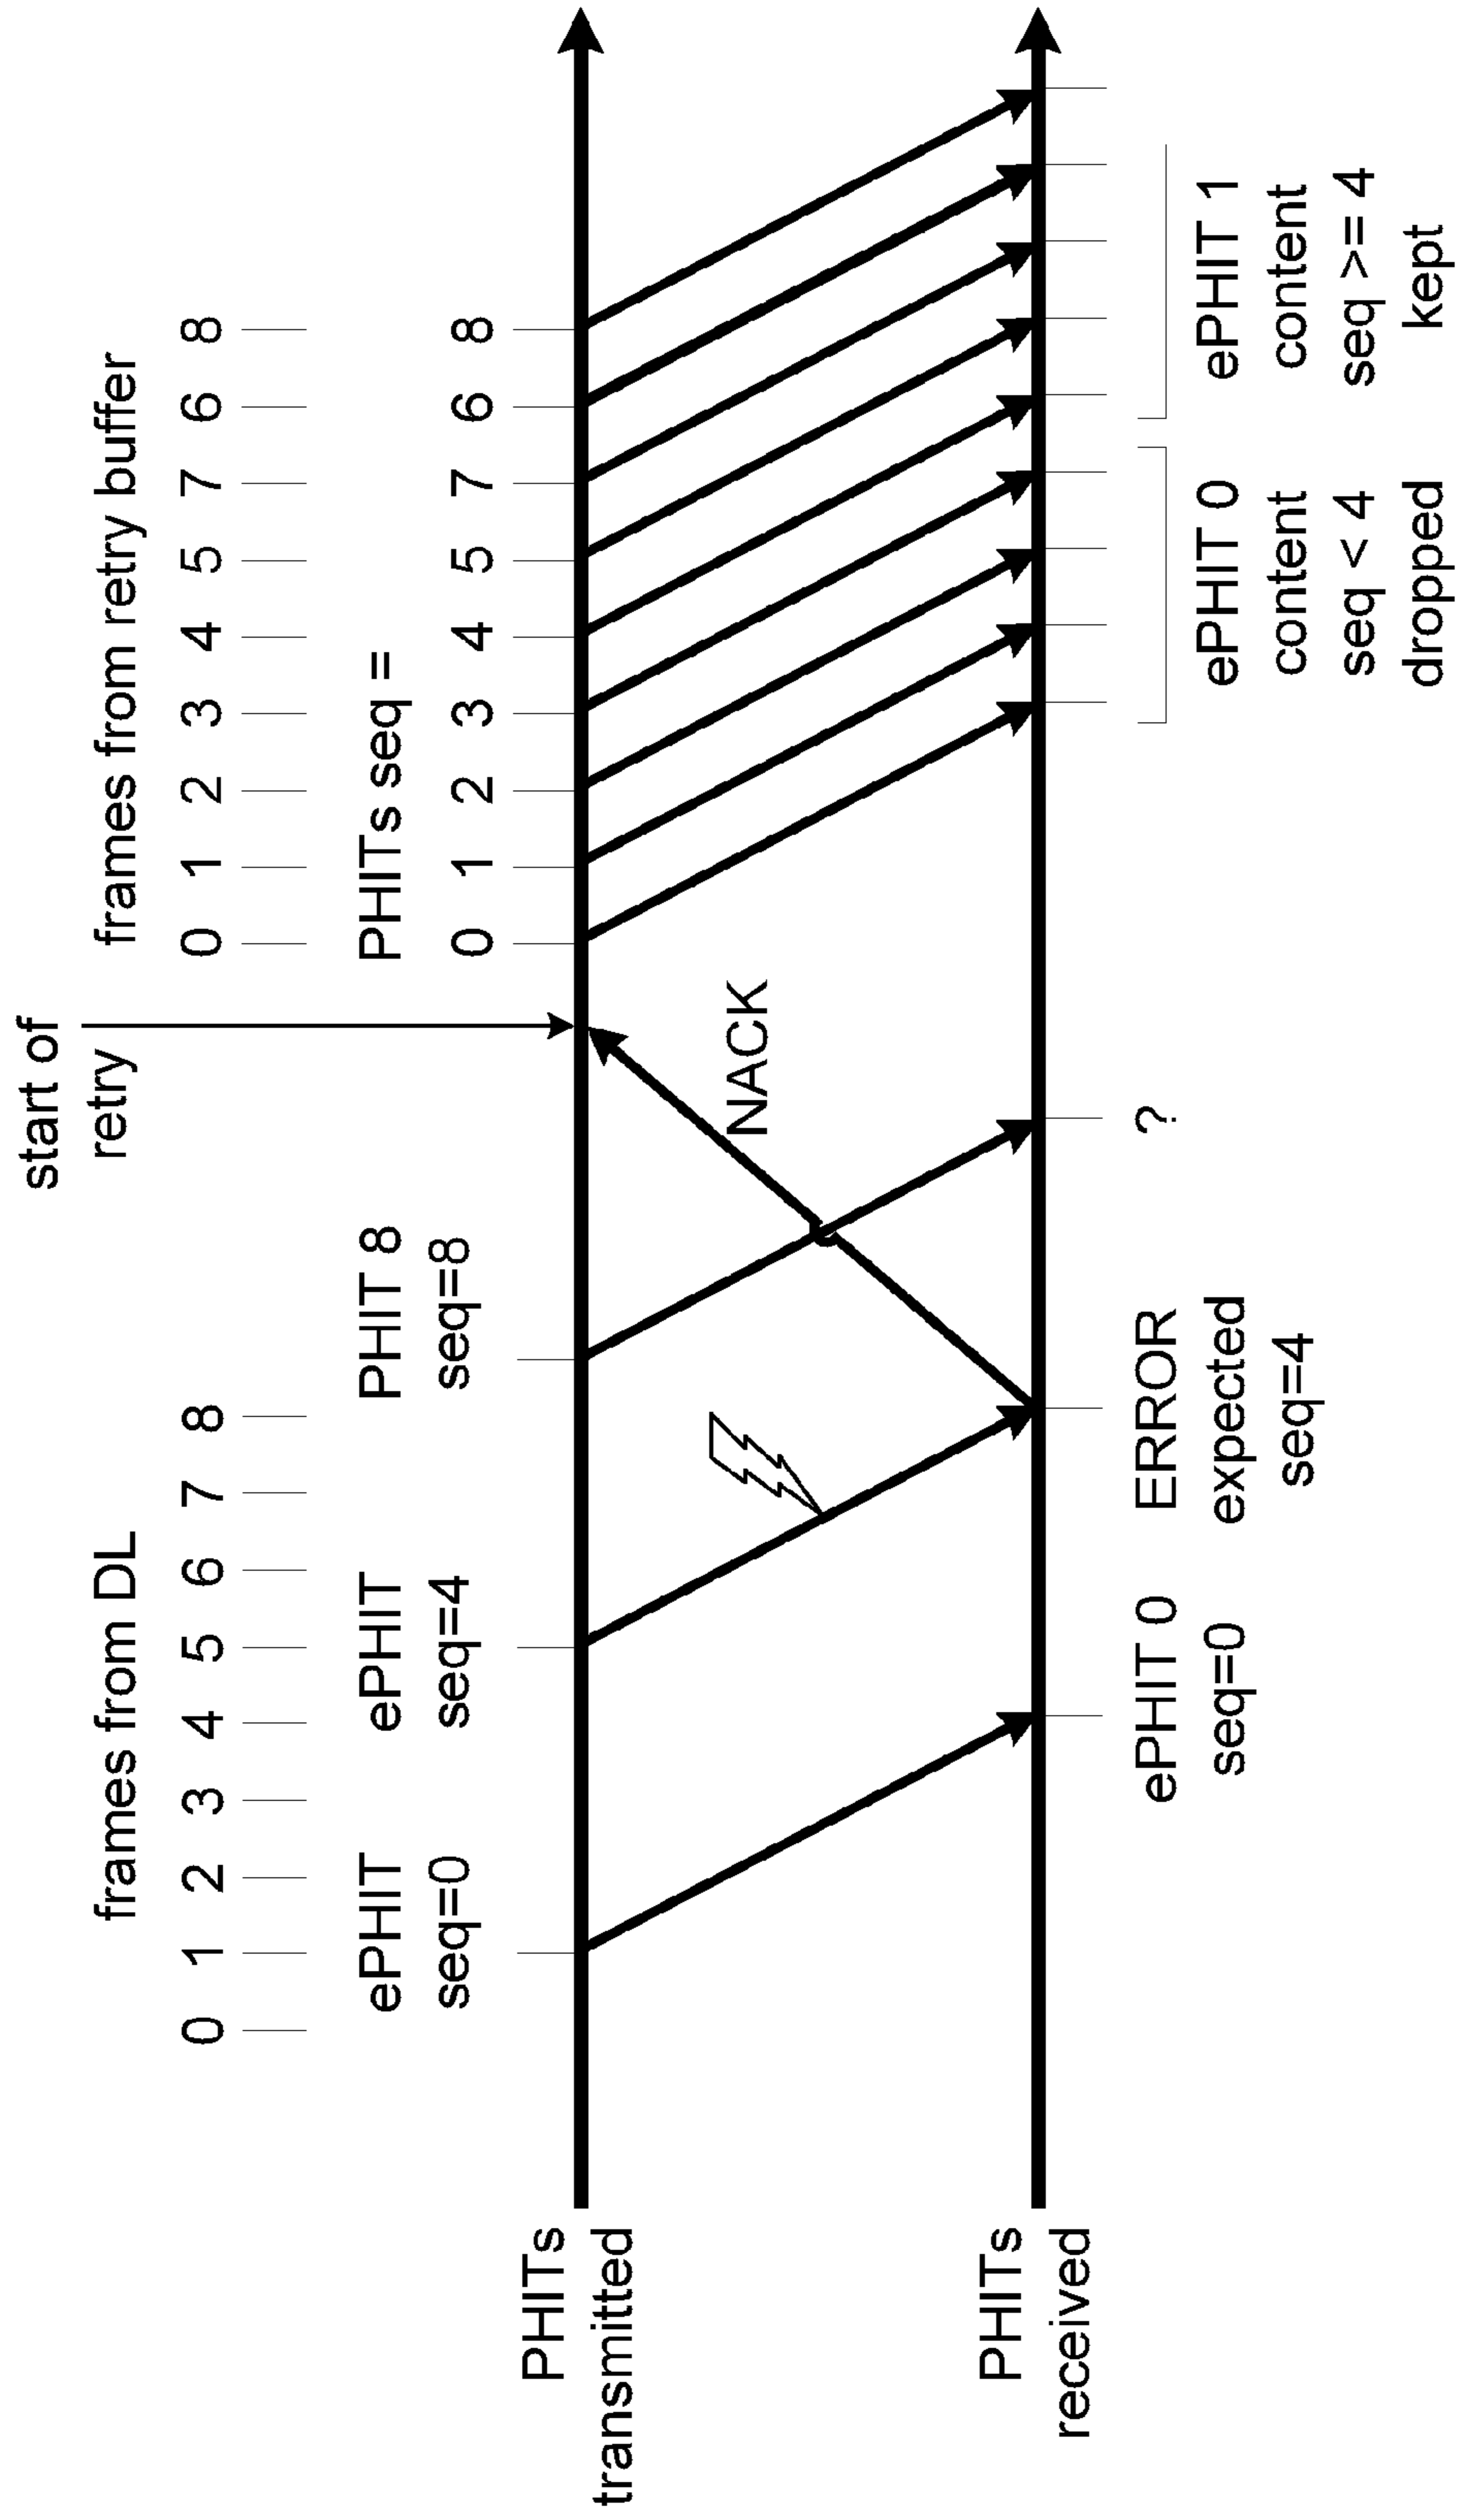 start of
retry
frames from DL
0 1 2 3 4 5 6 7 8
frames from retry buffer
0 1 2 3 4 5 7 6 8
ePHIT
seq=0
ePHIT
seq=4
PHIT 8
seq=8
PHITs seq =
0 1 2 3 4 5 7 6 8
PHITs
transmitted
NACK
PHITs
received
ePHIT 0
seq=0
ERROR
expected
seq=4
?
ePHIT 0
content
seq < 4
dropped
ePHIT 1
content
seq >= 4
kept